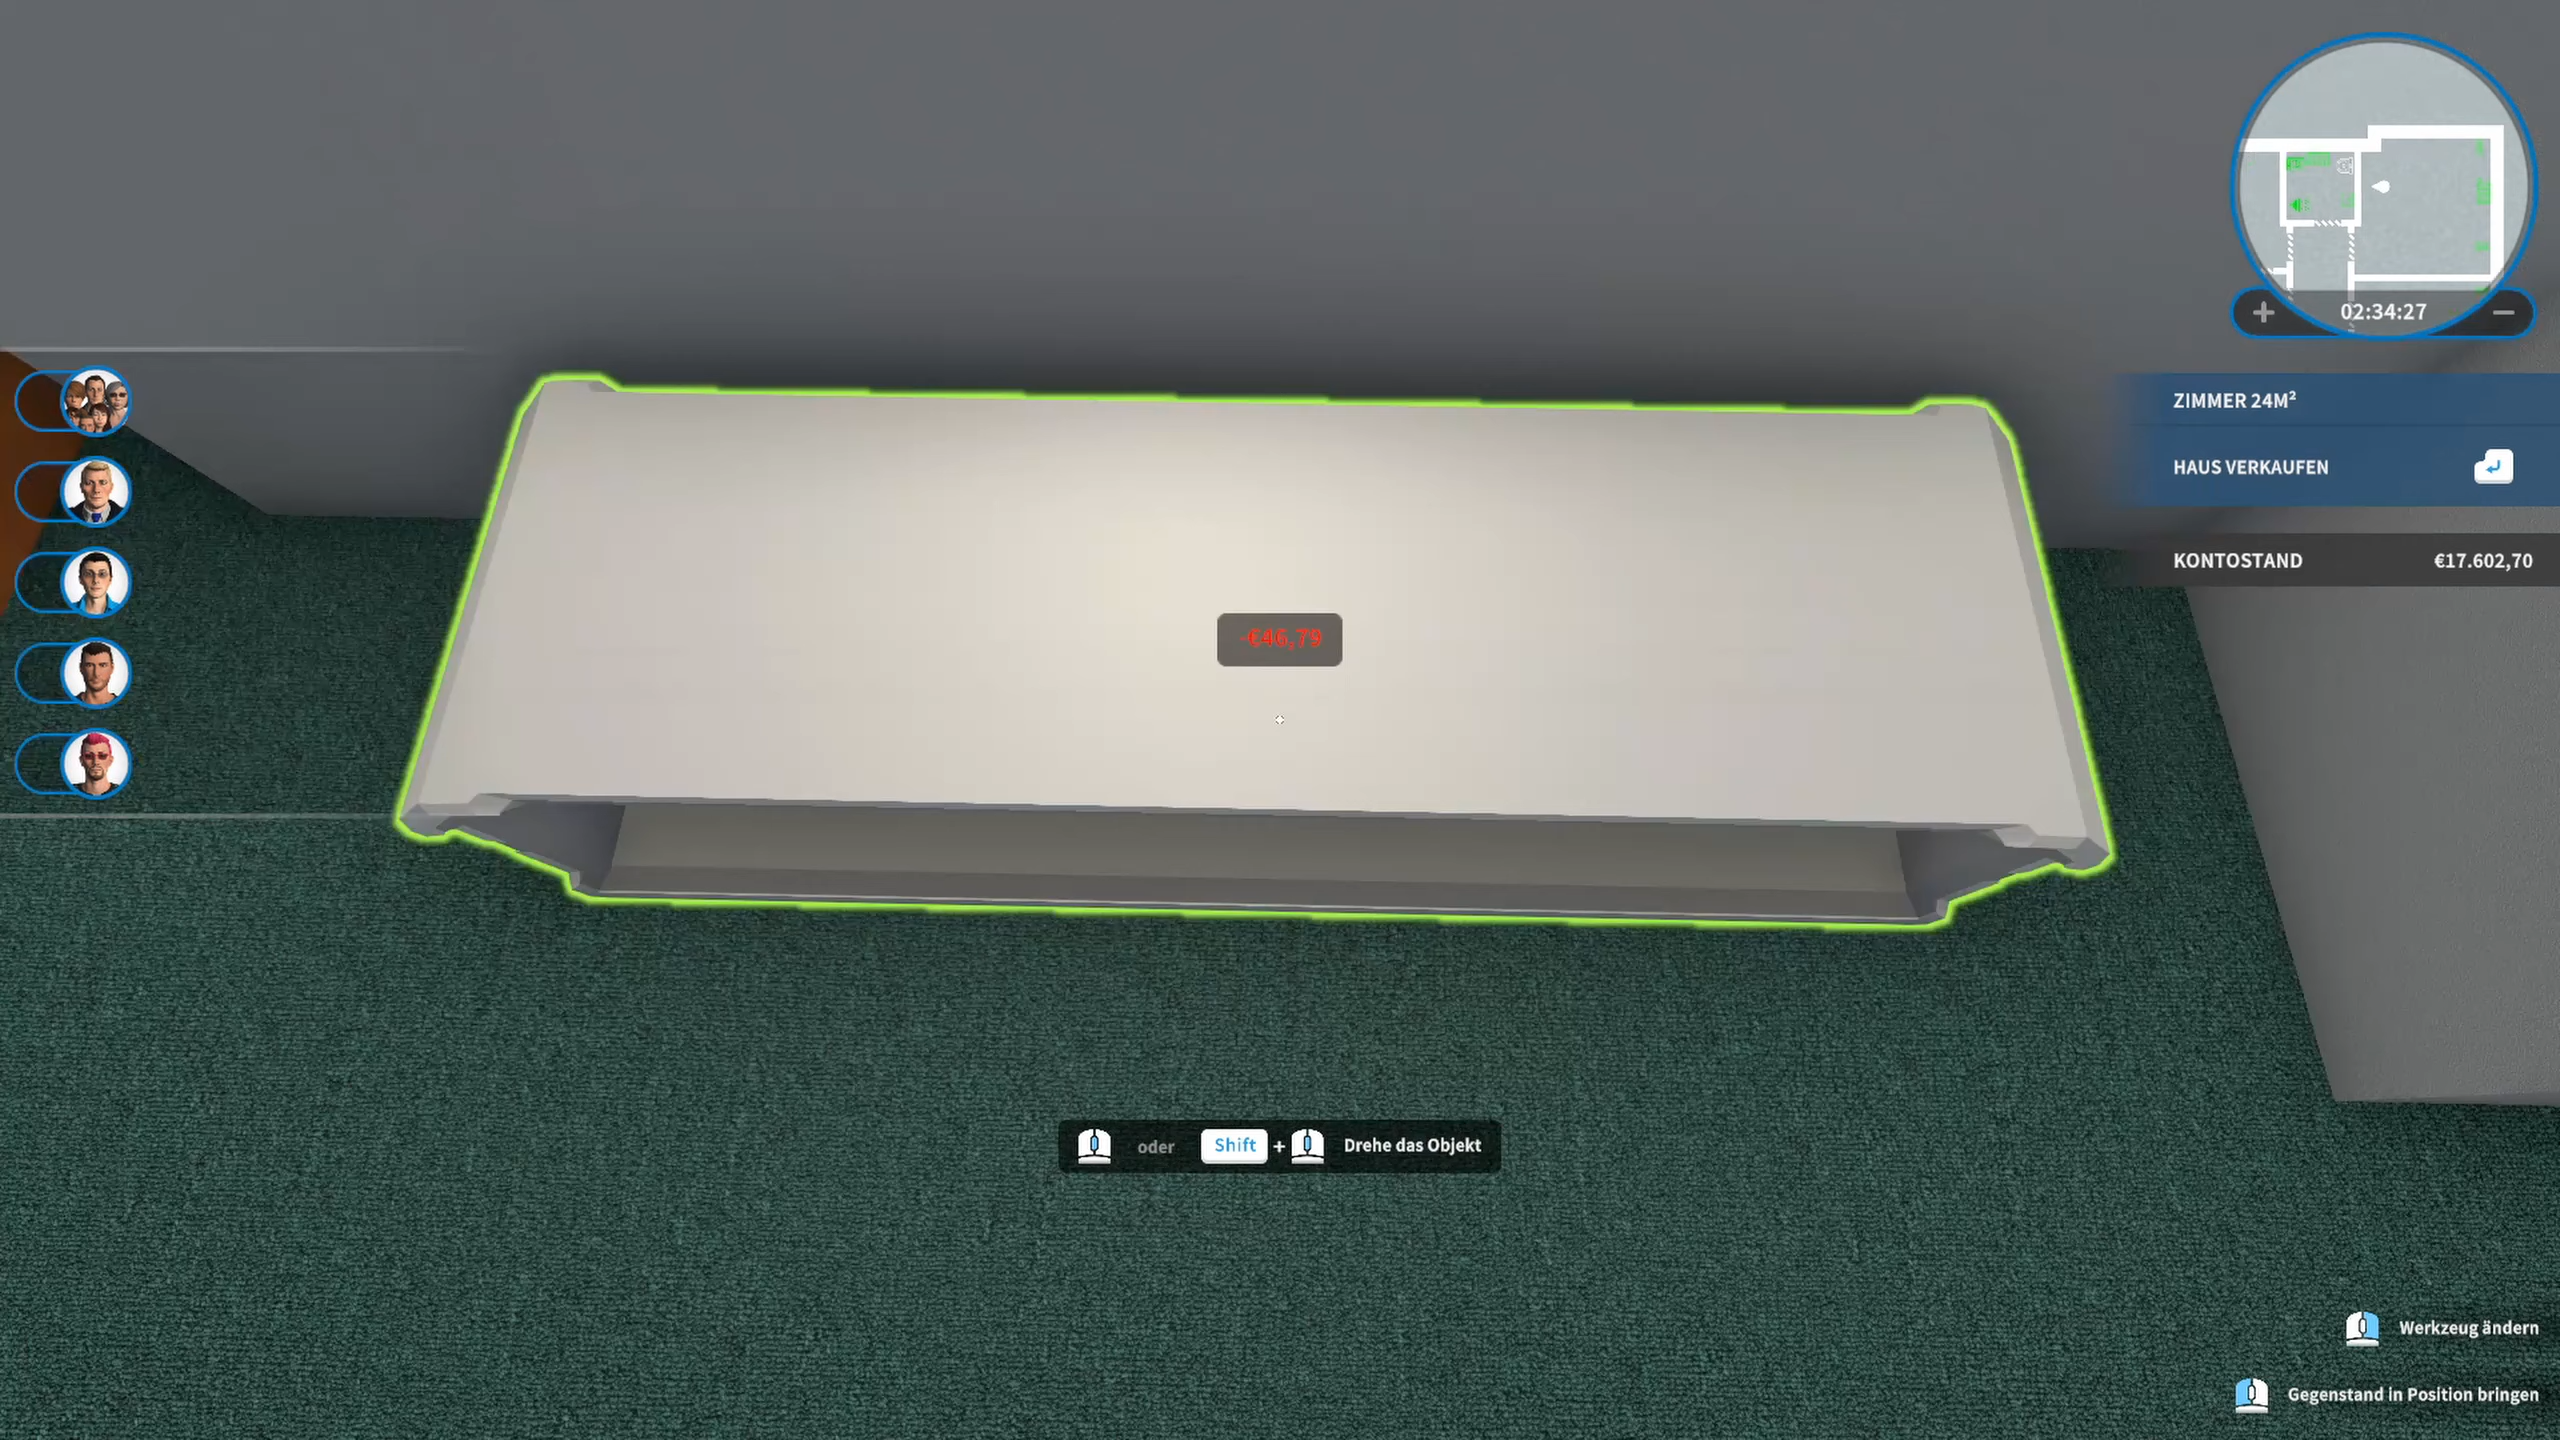 02:34:27
ZIMMER 24M²
HAUS VERKAUFEN
KONTOSTAND €17.602,70
-€46,79
oder Shift + Drehe das Objekt
Werkzeug ändern
Gegenstand in Position bringen